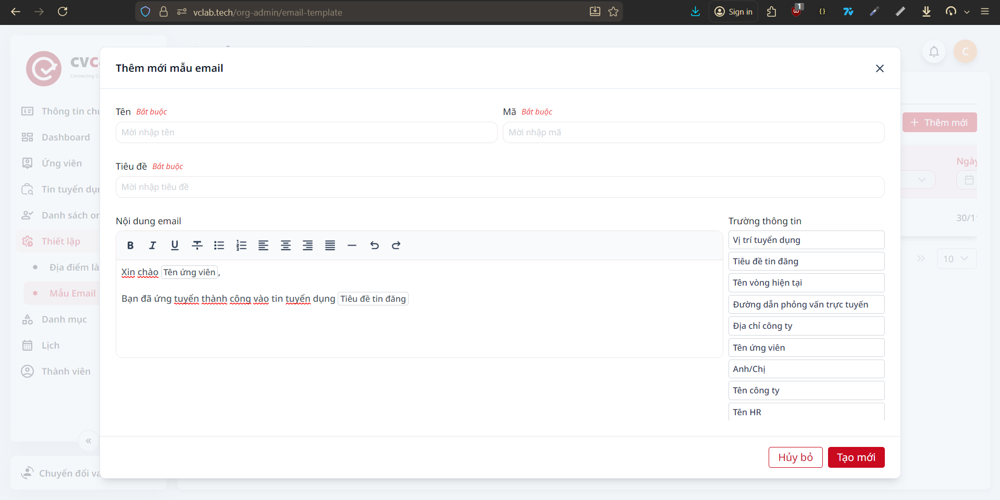 vclab.tech/org-admin/email-template
Sign in
1
cvc
Connecting
C
Thêm mới mẫu email
Thông tin
Dashboard
Ứng viên
Tin tuyển
Danh sách
Thiết lập
Địa điểm
Mẫu Email
Danh mục
Lịch
Thành viên
Chuyển đổi
Tên Bắt buộc
Mời nhập tên
Mã Bắt buộc
Mời nhập mã
Tiêu đề Bắt buộc
Mời nhập tiêu đề
Nội dung email
Xin chào Tên ứng viên,
Bạn đã ứng tuyển thành công vào tin tuyển dụng Tiêu đề tin đăng
Trường thông tin
Vị trí tuyển dụng
Tiêu đề tin đăng
Tên vòng hiện tại
Đường dẫn phỏng vấn trực tuyến
Địa chỉ công ty
Tên ứng viên
Anh/Chị
Tên công ty
Tên HR
Hủy bỏ
Tạo mới
Thêm mới
Ngày
30/1
10